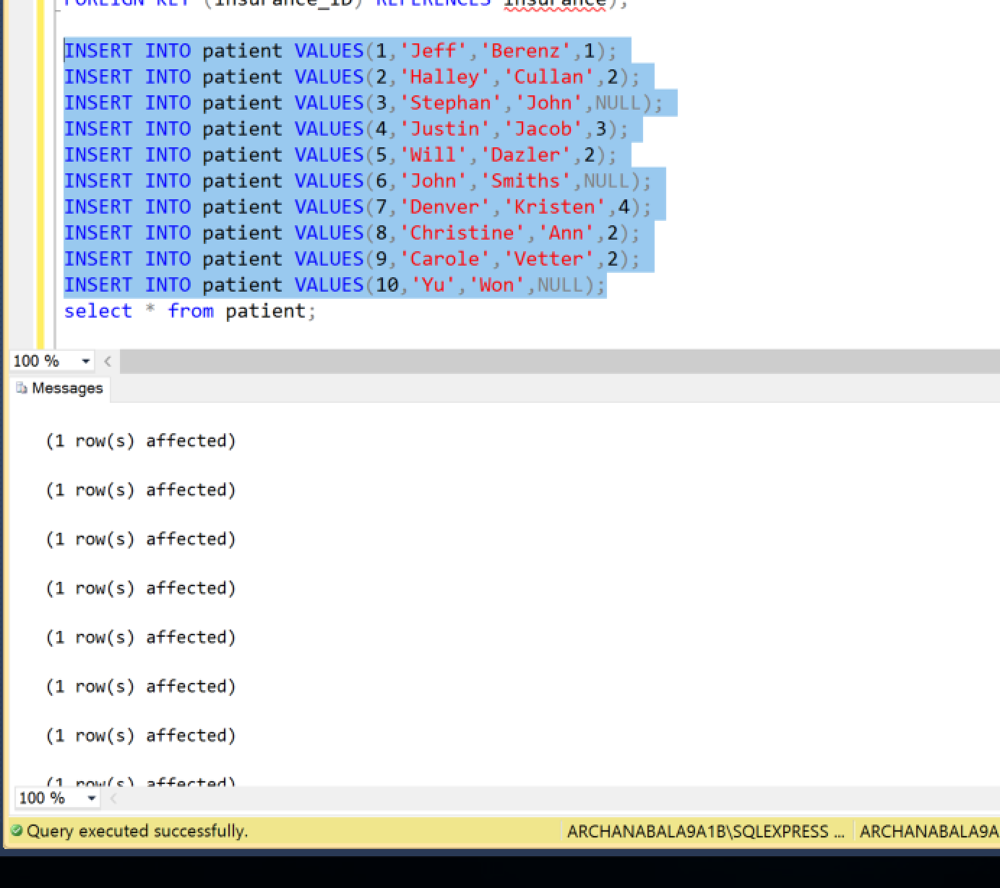 FOREIGN KEY (Insurance_ID) REFERENCES Insurance);
INSERT INTO patient VALUES(1,'Jeff','Berenz',1);
INSERT INTO patient VALUES(2,'Halley','Cullan',2);
INSERT INTO patient VALUES(3,'Stephan','John',NULL);
INSERT INTO patient VALUES(4,'Justin','Jacob',3);
INSERT INTO patient VALUES(5,'Will','Dazler',2);
INSERT INTO patient VALUES(6,'John','Smiths',NULL);
INSERT INTO patient VALUES(7,'Denver','Kristen',4);
INSERT INTO patient VALUES(8,'Christine','Ann',2);
INSERT INTO patient VALUES(9,'Carole','Vetter',2);
INSERT INTO patient VALUES(10,'Yu','Won',NULL);
select * from patient;
100 %
Messages
(1 row(s) affected)
(1 row(s) affected)
(1 row(s) affected)
(1 row(s) affected)
(1 row(s) affected)
(1 row(s) affected)
(1 row(s) affected)
(1 row(s) affected)
100 %
Query executed successfully. ARCHANABALA9A1B\SQLEXPRESS ... ARCHANABALA9A